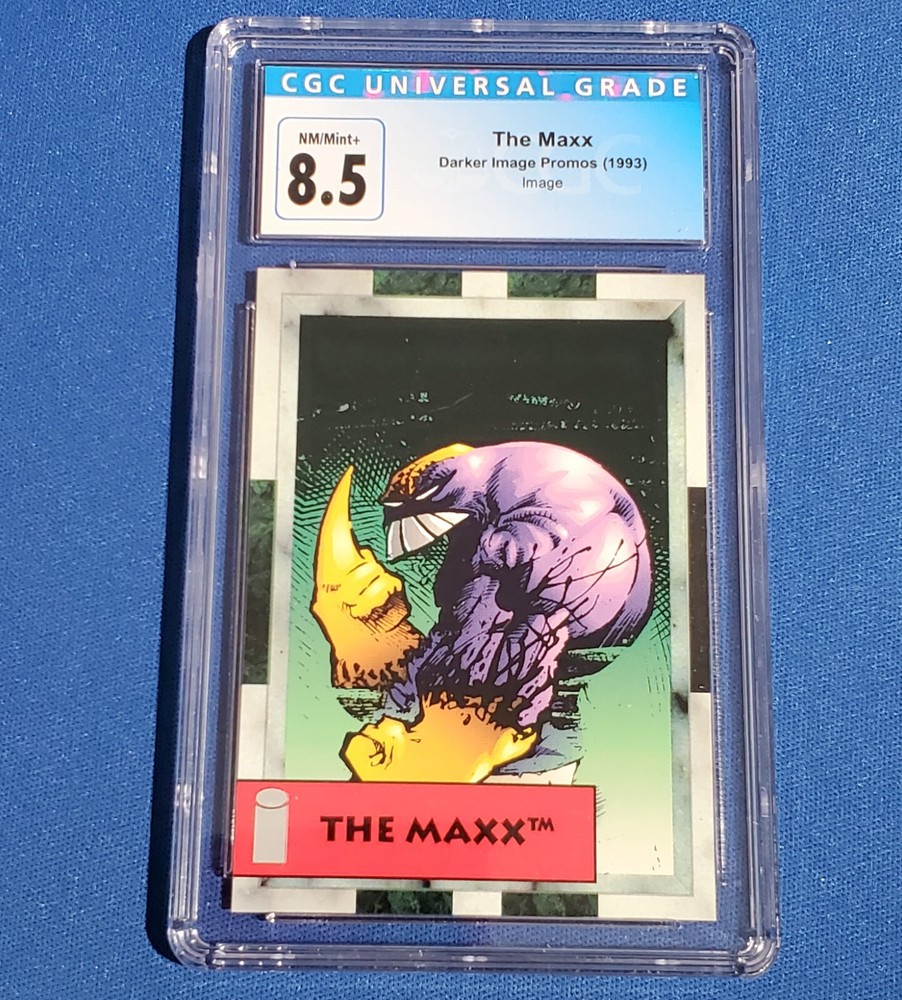 CGC UNIVERSAL GRADE
NM/Mint+
8.5
The Maxx
Darker Image Promos (1993)
Image
THE MAXX™